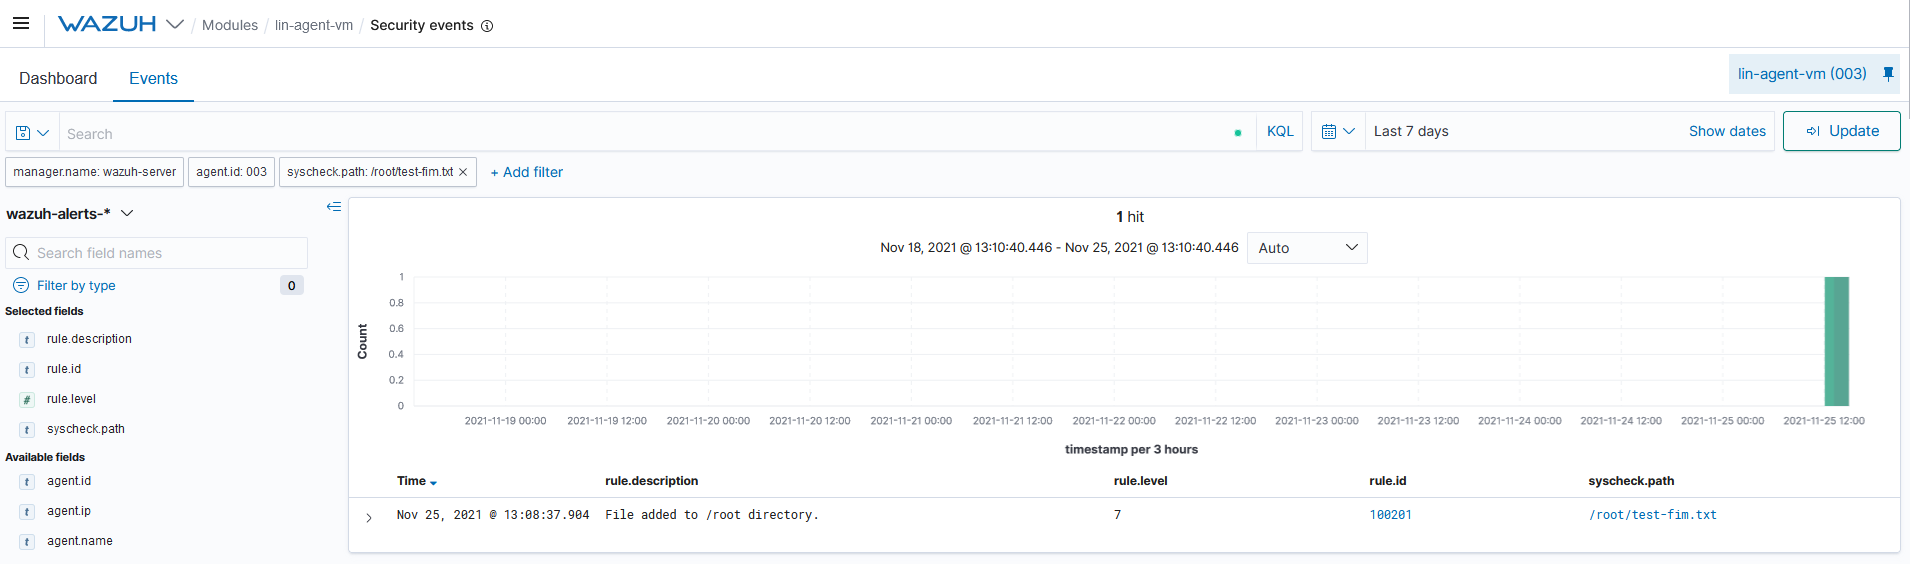 WAZUH / Modules / lin-agent-vm / Security events
Dashboard Events lin-agent-vm (003)
Search KQL Last 7 days Show dates Update
manager.name: wazuh-server agent.id: 003 syscheck.path: /root/test-fim.txt × + Add filter
wazuh-alerts-*
Search field names
Filter by type 0
Selected fields
t rule.description
t rule.id
# rule.level
t syscheck.path
Available fields
t agent.id
t agent.ip
t agent.name
1 hit
Nov 18, 2021 @ 13:10:40.446 - Nov 25, 2021 @ 13:10:40.446 Auto
Count
1
0.8
0.6
0.4
0.2
0
2021-11-19 00:00 2021-11-19 12:00 2021-11-20 00:00 2021-11-20 12:00 2021-11-21 00:00 2021-11-21 12:00 2021-11-22 00:00 2021-11-22 12:00 2021-11-23 00:00 2021-11-23 12:00 2021-11-24 00:00 2021-11-24 12:00 2021-11-25 00:00 2021-11-25 12:00
timestamp per 3 hours
Time rule.description rule.level rule.id syscheck.path
Nov 25, 2021 @ 13:08:37.904 File added to /root directory. 7 100201 /root/test-fim.txt